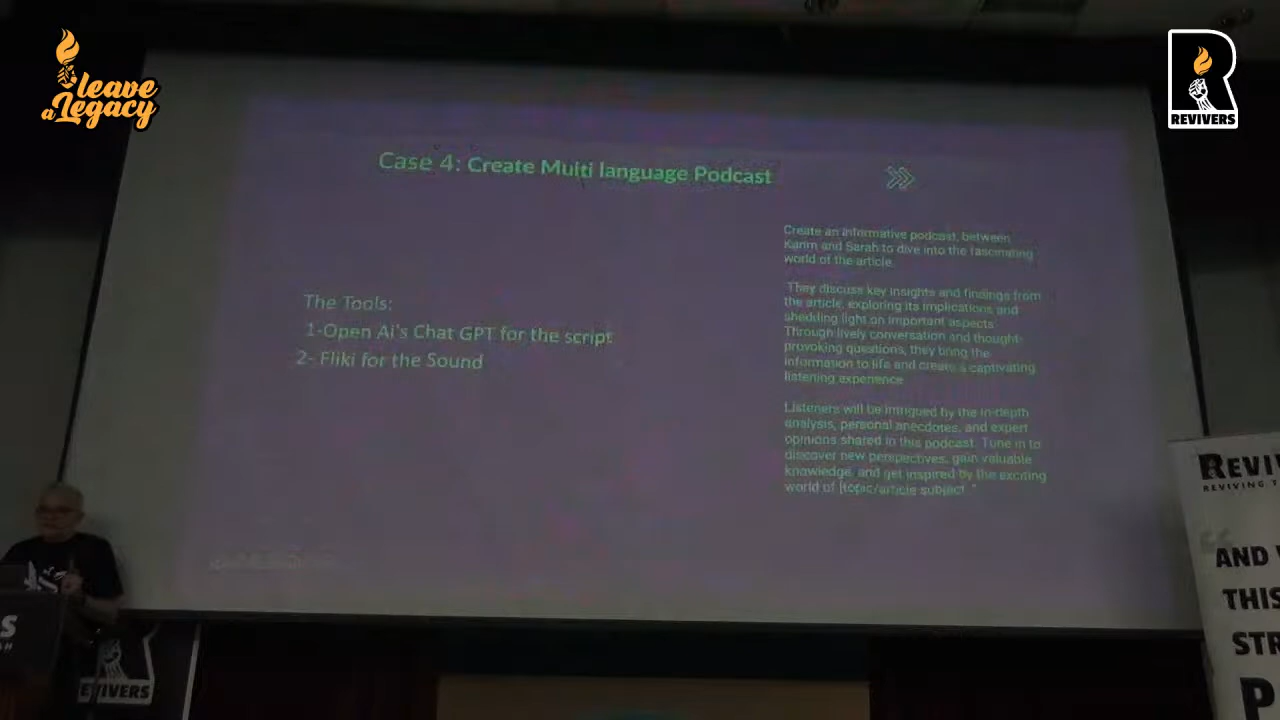 leave
a Legacy
R
REVIVERS
Case 4: Create Multi language Podcast
The Tools:
1-Open Ai's Chat GPT for the script
2- Fliki for the Sound
Create an informative podcast, between
Karim and Sarah to dive into the fascinating
world of the article.
They discuss key insights and findings from
the article, exploring its implications and
shedding light on important aspects.
Through lively conversation and thought-
provoking questions, they bring the
information to life and create a captivating
listening experience.
Listeners will be intrigued by the in-depth
analysis, personal anecdotes, and expert
opinions shared in this podcast. Tune in to
discover new perspectives, gain valuable
knowledge, and get inspired by the exciting
world of [topic/article subject]."
REVI
REVIVING T
AND
THIS
STR
P
S
AH
EVIVERS